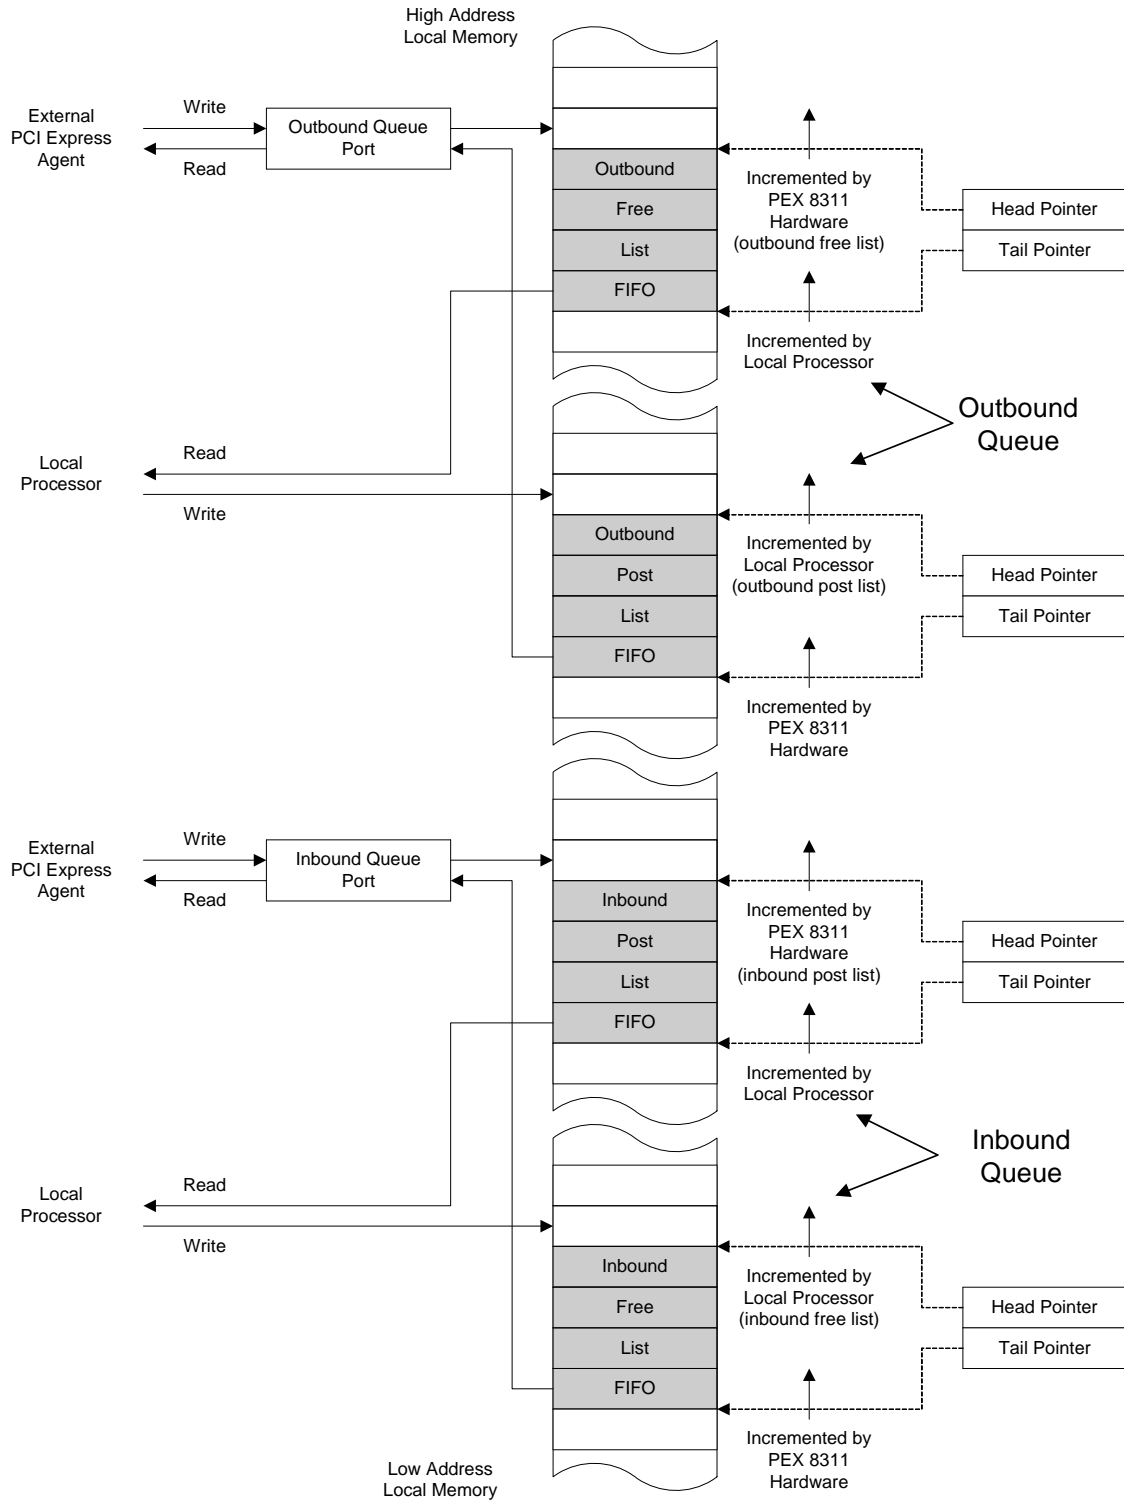 High Address
Local Memory
External
PCI Express
Agent
Write
Read
Outbound Queue
Port
Outbound
Free
List
FIFO
Incremented by
PEX 8311
Hardware
(outbound free list)
Head Pointer
Tail Pointer
Incremented by
Local Processor
Outbound
Queue
Local
Processor
Read
Write
Outbound
Post
List
FIFO
Incremented by
Local Processor
(outbound post list)
Head Pointer
Tail Pointer
Incremented by
PEX 8311
Hardware
External
PCI Express
Agent
Write
Read
Inbound Queue
Port
Inbound
Post
List
FIFO
Incremented by
PEX 8311
Hardware
(inbound post list)
Head Pointer
Tail Pointer
Incremented by
Local Processor
Inbound
Queue
Local
Processor
Read
Write
Inbound
Free
List
FIFO
Incremented by
Local Processor
(inbound free list)
Head Pointer
Tail Pointer
Incremented by
PEX 8311
Hardware
Low Address
Local Memory